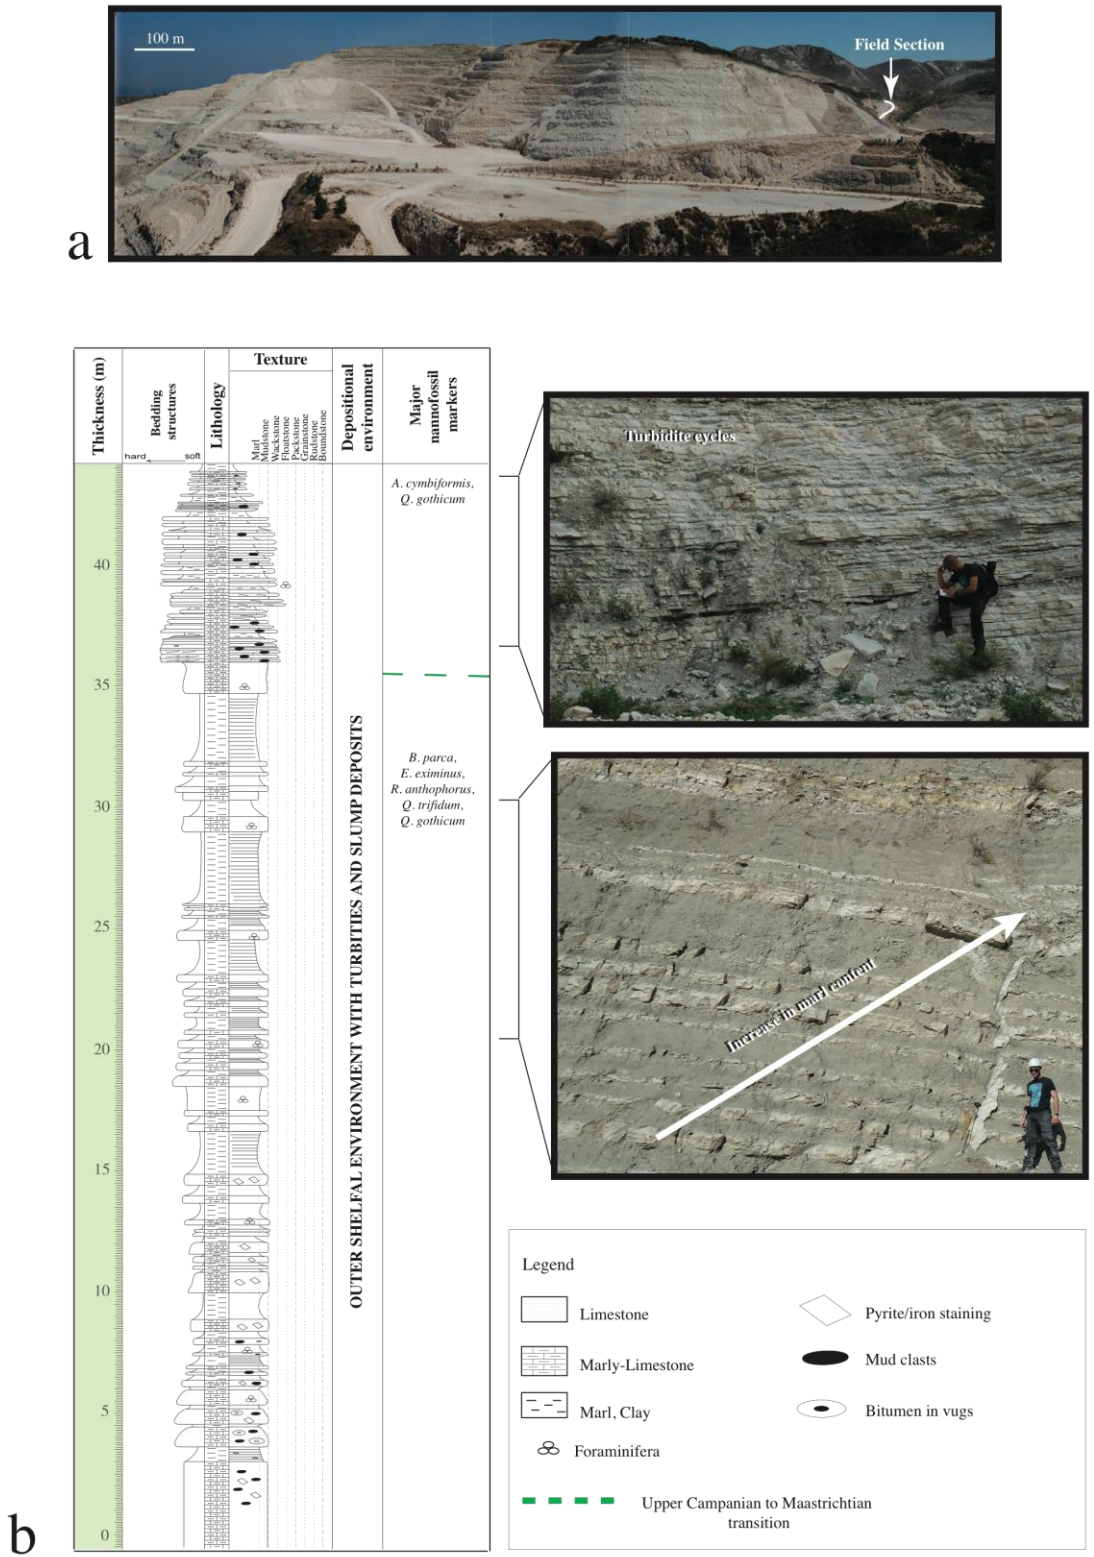 100 m
Field Section
a
Thickness (m)
Bedding
structures
hard
soft
Lithology
Texture
Marl
Mudstone
Wackstone
Floatstone
Packstone
Grainstone
Rudstone
Boundstone
Depositional
environment
Major
nannofossil
markers
A. cymbiformis,
Q. gothicum
40
35
30
25
20
15
10
5
0
B. parca,
E. eximinus,
R. anthophorus,
Q. trifidum,
Q. gothicum
OUTER SHELFAL ENVIRONMENT WITH TURBITIES AND SLUMP DEPOSITS
Turbidite cycles
Increase in marl content
Legend
Limestone
Marly-Limestone
Marl, Clay
Foraminifera
Pyrite/iron staining
Mud clasts
Bitumen in vugs
Upper Campanian to Maastrichtian
transition
b